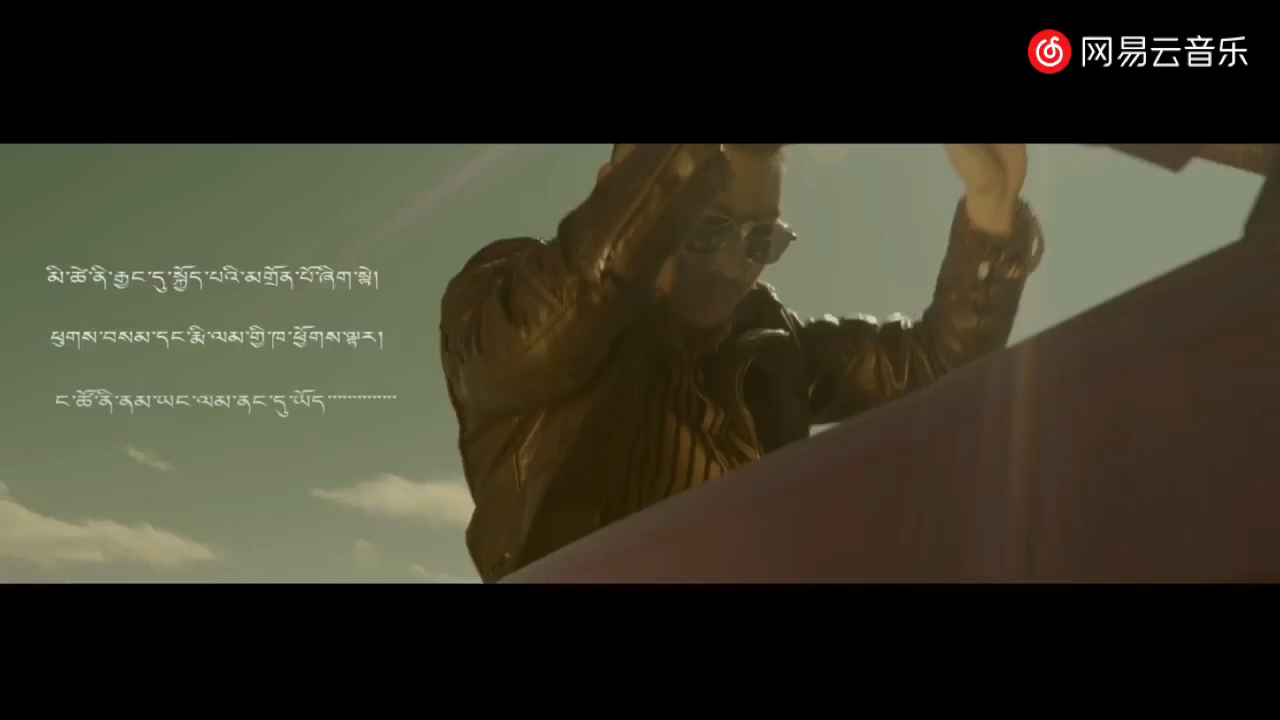 网易云音乐
མི་ཚེ་ནི་རྒྱང་དུ་སྐྱོད་པའི་མགྲོན་པོ་ཞིག་སྟེ།
ཕུགས་བསམ་དང་རྨི་ལམ་གྱི་ཁ་ཕྱོགས་ལྟར།
ང་ཚོ་ནི་ནམ་ཡང་ལམ་ནང་དུ་ཡོད་་་་་་་་་་་་་་